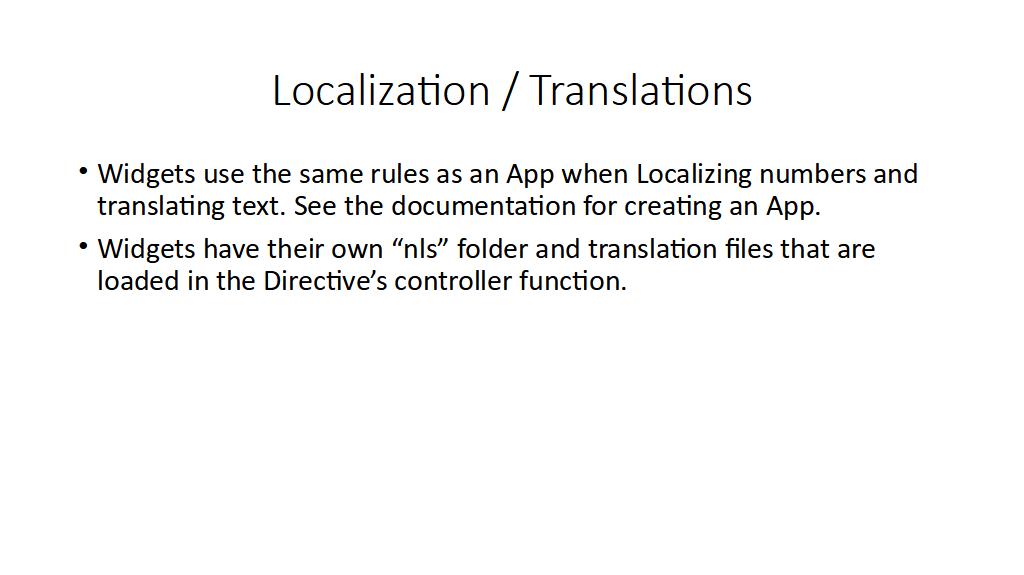 Localization / Translations
• Widgets use the same rules as an App when Localizing numbers and
translating text. See the documentation for creating an App.
• Widgets have their own “nls” folder and translation files that are
loaded in the Directive’s controller function.